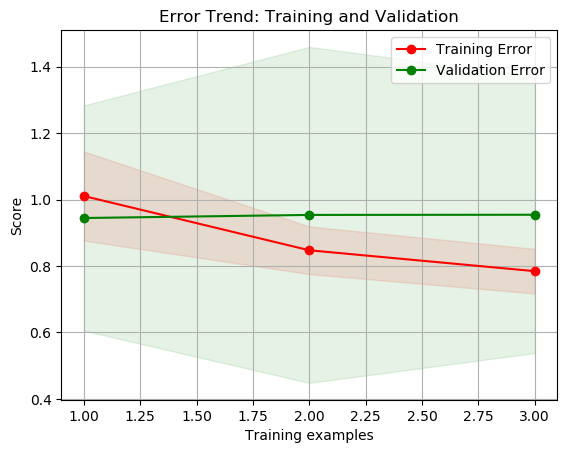 Error Trend: Training and Validation
Training Error
Validation Error
1.4
1.2
1.0
0.8
0.6
0.4
Score
1.00 1.25 1.50 1.75 2.00 2.25 2.50 2.75 3.00
Training examples